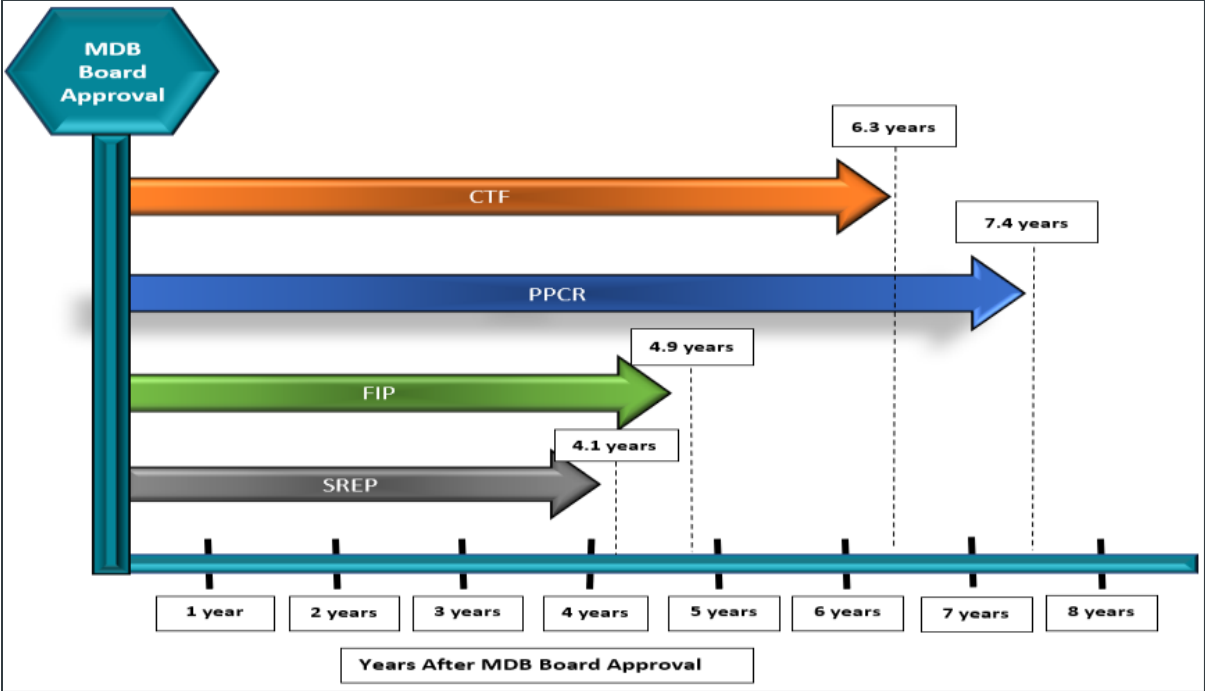 MDB
Board
Approval
6.3 years
CTF
7.4 years
PPCR
4.9 years
FIP
4.1 years
SREP
1 year
2 years
3 years
4 years
5 years
6 years
7 years
8 years
Years After MDB Board Approval